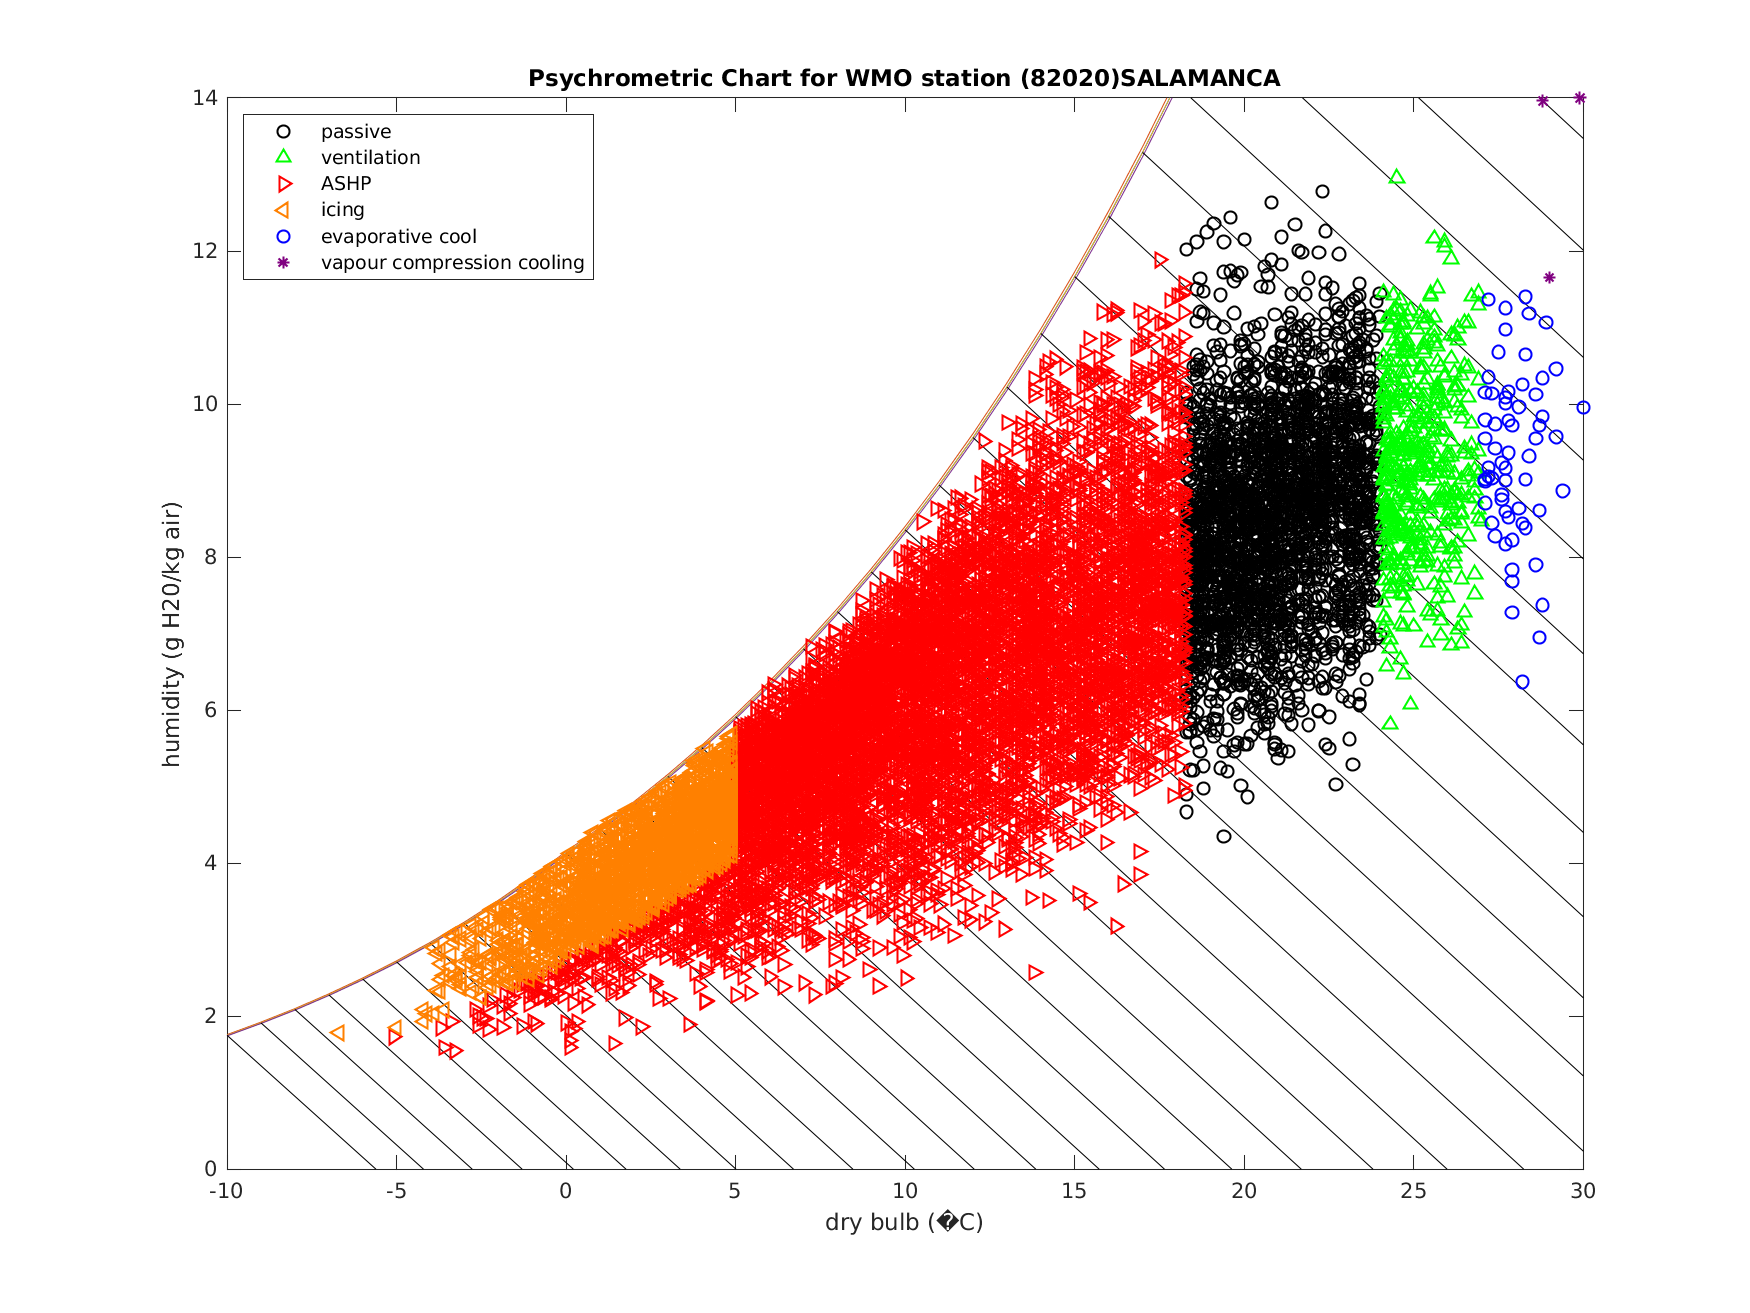 Psychrometric Chart for WMO station (82020)SALAMANCA
14
12
10
8
6
4
2
0
passive
ventilation
ASHP
icing
evaporative cool
vapour compression cooling
humidity (g H20/kg air)
-10 -5 0 5 10 15 20 25 30
dry bulb (�C)